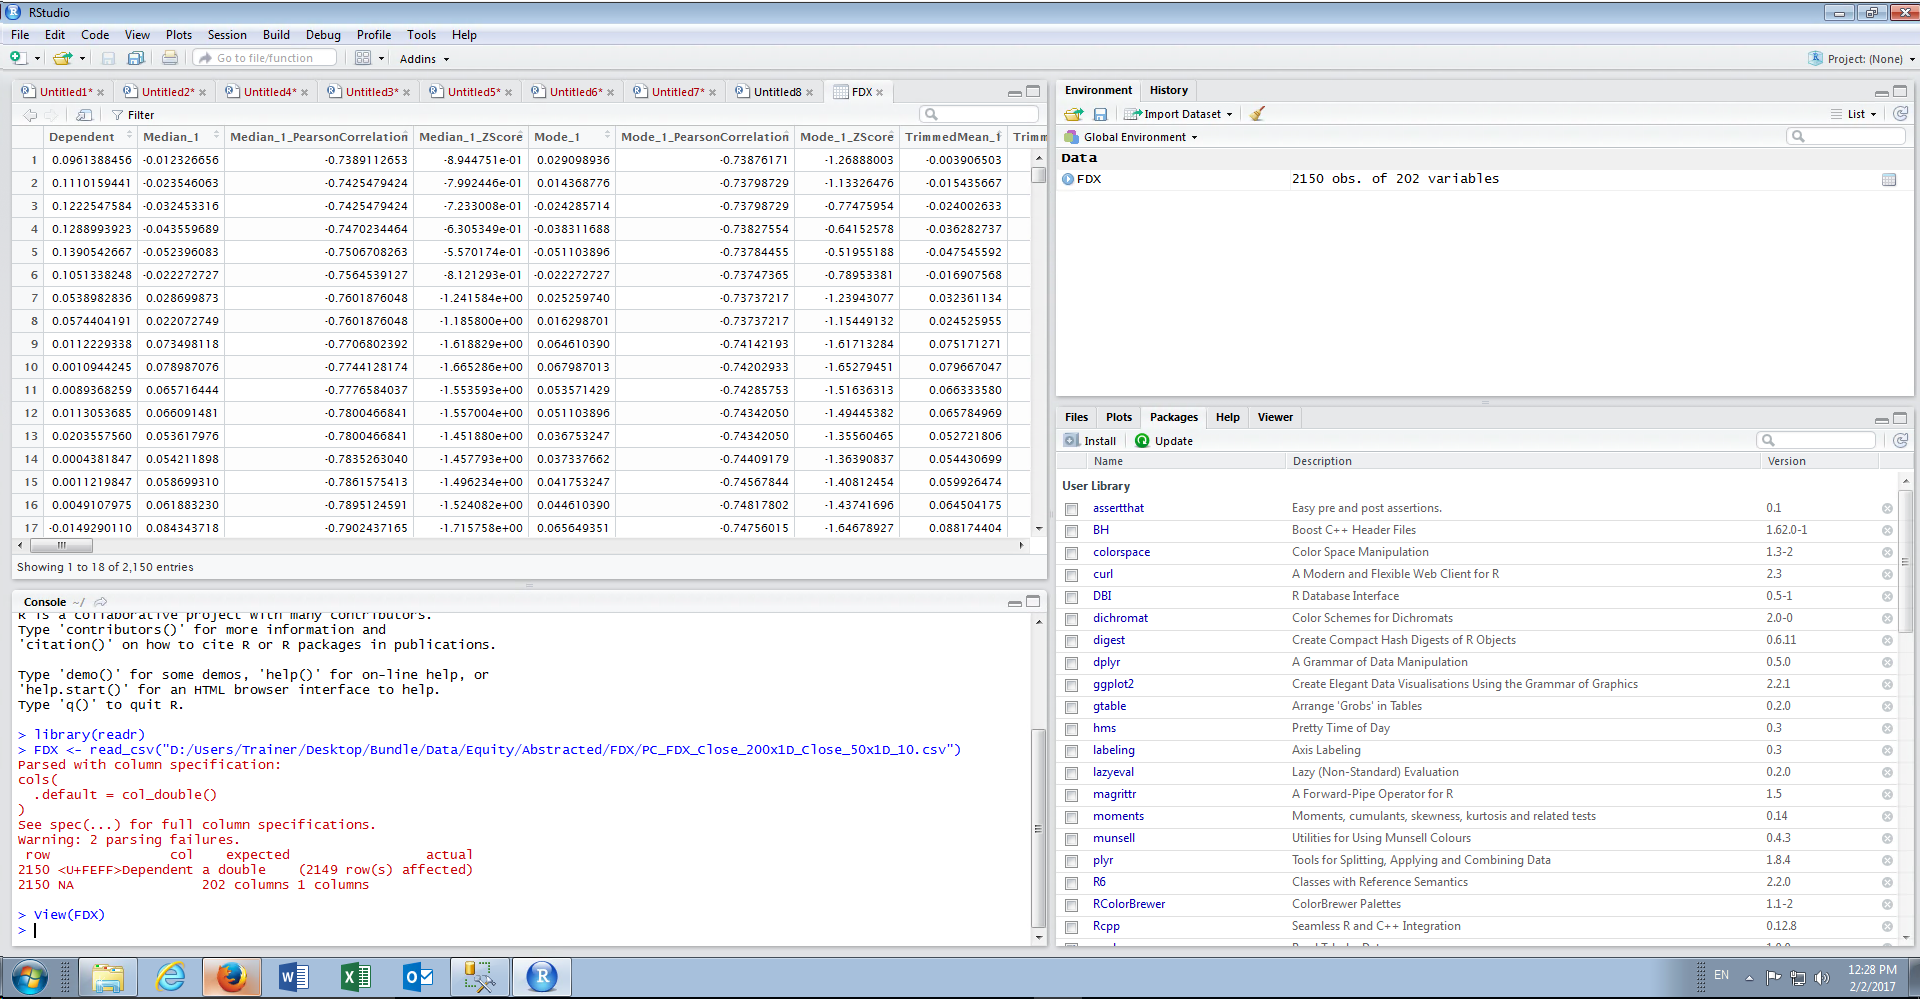 RStudio
File Edit Code View Plots Session Build Debug Profile Tools Help
Go to file/function Addins Project: (None)
Untitled1* Untitled2* Untitled4* Untitled3* Untitled5* Untitled6* Untitled7* Untitled8 FDX
Filter
Dependent Median_1 Median_1_PearsonCorrelation Median_1_ZScore Mode_1 Mode_1_PearsonCorrelation Mode_1_ZScore TrimmedMean_1 Trimm
1 0.0961388456 -0.012326656 -0.7389112653 -8.944751e-01 0.029098936 -0.73876171 -1.26888003 -0.003906503
2 0.1110159441 -0.023546063 -0.7425479424 -7.992446e-01 0.014368776 -0.73798729 -1.13326476 -0.015435667
3 0.1222547584 -0.032453316 -0.7425479424 -7.233008e-01 -0.024285714 -0.73798729 -0.77475954 -0.024002633
4 0.1288993923 -0.043559689 -0.7470234464 -6.305349e-01 -0.038311688 -0.73827554 -0.64152578 -0.036282737
5 0.1390542667 -0.052396083 -0.7506708263 -5.570174e-01 -0.051103896 -0.73784455 -0.51955188 -0.047545592
6 0.1051338248 -0.022272727 -0.7564539127 -8.121293e-01 -0.022272727 -0.73747365 -0.78953381 -0.016907568
7 0.0538982836 0.028699873 -0.7601876048 -1.241584e+00 0.025259740 -0.73737217 -1.23943077 0.032361134
8 0.0574404191 0.022072749 -0.7601876048 -1.185800e+00 0.016298701 -0.73737217 -1.15449132 0.024525955
9 0.0112229338 0.073498118 -0.7706802392 -1.618829e+00 0.064610390 -0.74142193 -1.61713284 0.075171271
10 0.0010944245 0.078987076 -0.7744128174 -1.665286e+00 0.067987013 -0.74202933 -1.65279451 0.079667047
11 0.0089368259 0.065716444 -0.7776584037 -1.553593e+00 0.053571429 -0.74285753 -1.51636313 0.066333580
12 0.0113053685 0.066091481 -0.7800466841 -1.557004e+00 0.051103896 -0.74342050 -1.49445382 0.065784969
13 0.0203557560 0.053617976 -0.7800466841 -1.451880e+00 0.036753247 -0.74342050 -1.35560465 0.052721806
14 0.0004381847 0.054211898 -0.7835263040 -1.457793e+00 0.037337662 -0.74409179 -1.36390837 0.054430699
15 0.0011219847 0.058699310 -0.7861575413 -1.496234e+00 0.041753247 -0.74567844 -1.40812454 0.059926474
16 0.0049107975 0.061883230 -0.7895124591 -1.524082e+00 0.044610390 -0.74817802 -1.43741696 0.064504175
17 -0.0149290110 0.084343718 -0.7902437165 -1.715758e+00 0.065649351 -0.74756015 -1.64678927 0.088174404
Showing 1 to 18 of 2,150 entries
Console ~/
R is a collaborative project with many contributors.
Type 'contributors()' for more information and
'citation()' on how to cite R or R packages in publications.
Type 'demo()' for some demos, 'help()' for on-line help, or
'help.start()' for an HTML browser interface to help.
Type 'q()' to quit R.
> library(readr)
> FDX <- read_csv("D:/Users/Trainer/Desktop/Bundle/Data/Equity/Abstracted/FDX/PC_FDX_Close_200x1D_Close_50x1D_10.csv")
Parsed with column specification:
cols(
.default = col_double()
)
See spec(...) for full column specifications.
Warning: 2 parsing failures.
row col expected actual
2150 <U+FEFF>Dependent a double (2149 row(s) affected)
2150 NA 202 columns 1 columns
> View(FDX)
>
Environment History
Import Dataset List
Global Environment
Data
FDX 2150 obs. of 202 variables
Files Plots Packages Help Viewer
Install Update
Name Description Version
User Library
assertthat Easy pre and post assertions. 0.1
BH Boost C++ Header Files 1.62.0-1
colorspace Color Space Manipulation 1.3-2
curl A Modern and Flexible Web Client for R 2.3
DBI R Database Interface 0.5-1
dichromat Color Schemes for Dichromats 2.0-0
digest Create Compact Hash Digests of R Objects 0.6.11
dplyr A Grammar of Data Manipulation 0.5.0
ggplot2 Create Elegant Data Visualisations Using the Grammar of Graphics 2.2.1
gtable Arrange 'Grobs' in Tables 0.2.0
hms Pretty Time of Day 0.3
labeling Axis Labeling 0.3
lazyeval Lazy (Non-Standard) Evaluation 0.2.0
magrittr A Forward-Pipe Operator for R 1.5
moments Moments, cumulants, skewness, kurtosis and related tests 0.14
munsell Utilities for Using Munsell Colours 0.4.3
plyr Tools for Splitting, Applying and Combining Data 1.8.4
R6 Classes with Reference Semantics 2.2.0
RColorBrewer ColorBrewer Palettes 1.1-2
Rcpp Seamless R and C++ Integration 0.12.8
EN 12:28 PM
2/2/2017